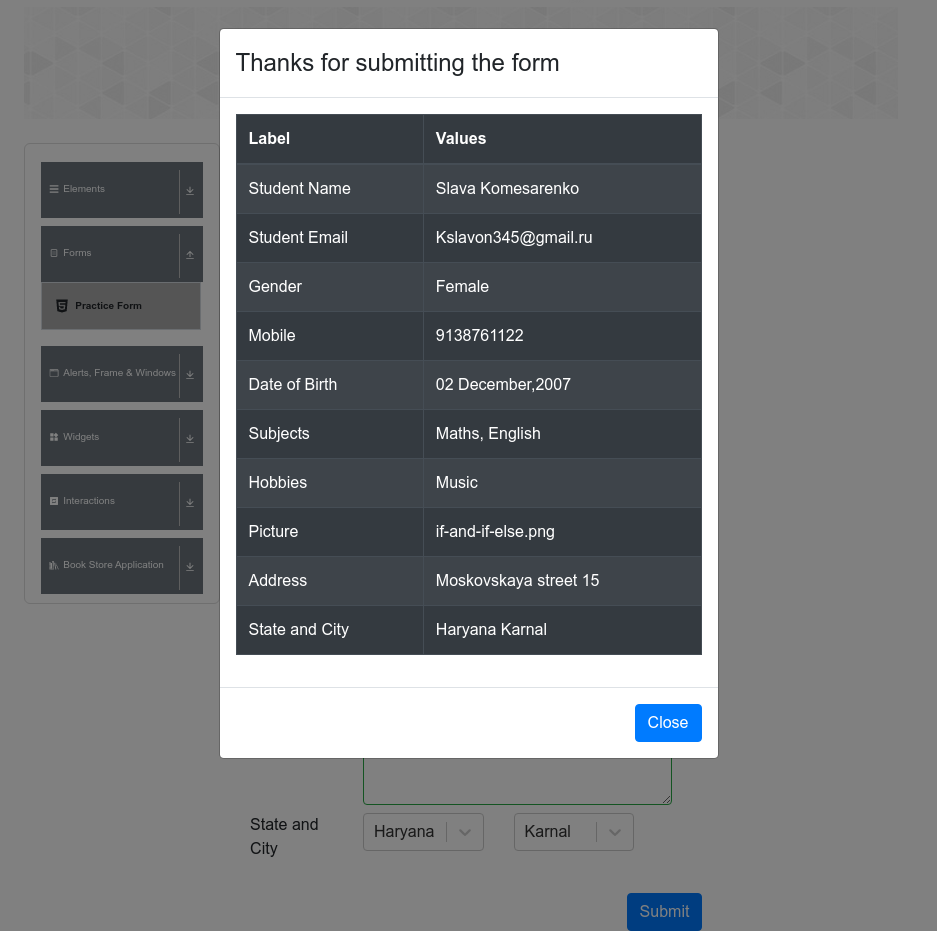 Thanks for submitting the form
Label Values
Student Name Slava Komesarenko
Student Email Kslavon345@gmail.ru
Gender Female
Mobile 9138761122
Date of Birth 02 December,2007
Subjects Maths, English
Hobbies Music
Picture if-and-if-else.png
Address Moskovskaya street 15
State and City Haryana Karnal
Close
Elements
Forms
Practice Form
Alerts, Frame & Windows
Widgets
Interactions
Book Store Application
State and
City
Haryana Karnal
Submit